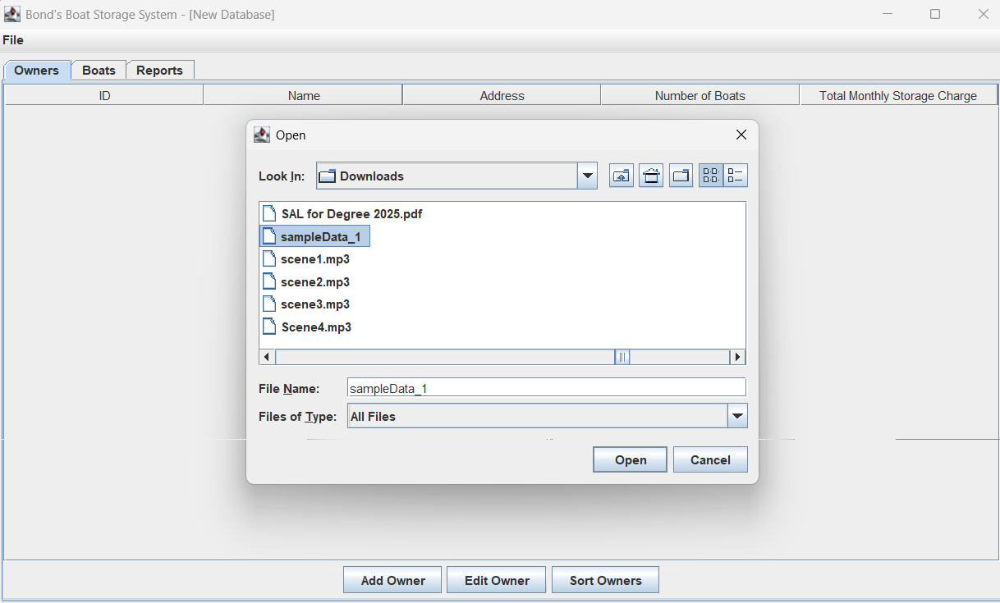 Bond's Boat Storage System - [New Database]
File
Owners Boats Reports
ID Name Address Number of Boats Total Monthly Storage Charge
Open
Look In: Downloads
SAL for Degree 2025.pdf
sampleData_1
scene1.mp3
scene2.mp3
scene3.mp3
Scene4.mp3
File Name: sampleData_1
Files of Type: All Files
Open Cancel
Add Owner Edit Owner Sort Owners